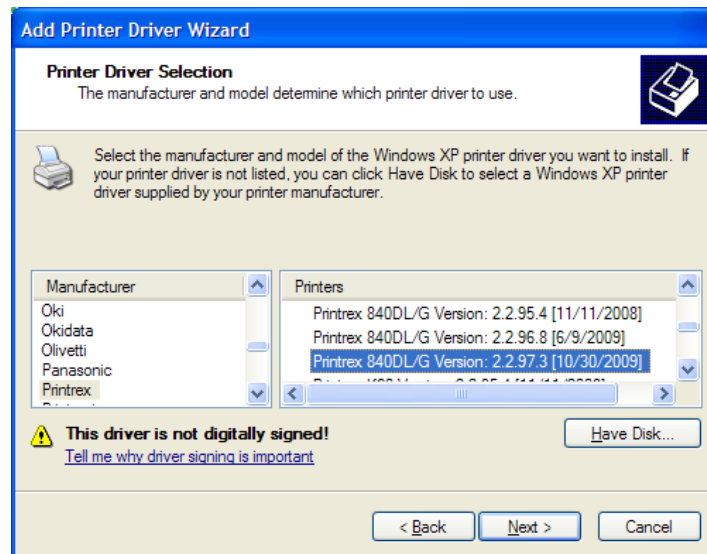 Add Printer Driver Wizard
Printer Driver Selection
The manufacturer and model determine which printer driver to use.
Select the manufacturer and model of the Windows XP printer driver you want to install. If
your printer driver is not listed, you can click Have Disk to select a Windows XP printer
driver supplied by your printer manufacturer.
Manufacturer
Oki
Okidata
Olivetti
Panasonic
Printrex
Printers
Printrex 840DL/G Version: 2.2.95.4 [11/11/2008]
Printrex 840DL/G Version: 2.2.96.8 [6/9/2009]
Printrex 840DL/G Version: 2.2.97.3 [10/30/2009]
This driver is not digitally signed!
Tell me why driver signing is important
Have Disk...
< Back
Next >
Cancel